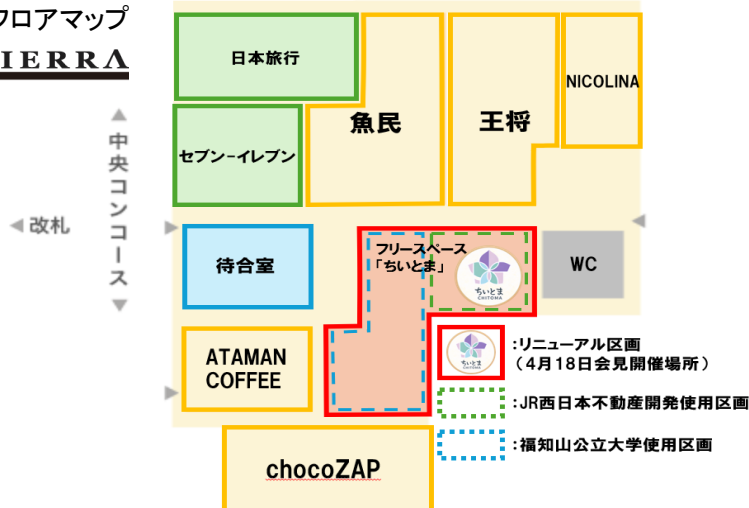 フロアマップ
IERRA
日本旅行
魚民
王将
NICOLINA
セブン-イレブン
中央コンコース
改札
待合室
フリースペース
「ちいとま」
ちいとま
CHITOMA
WC
ATAMAN
COFFEE
ちいとま
CHITOMA
:リニューアル区画
(4月18日会見開催場所)
:JR西日本不動産開発使用区画
:福知山公立大学使用区画
chocoZAP